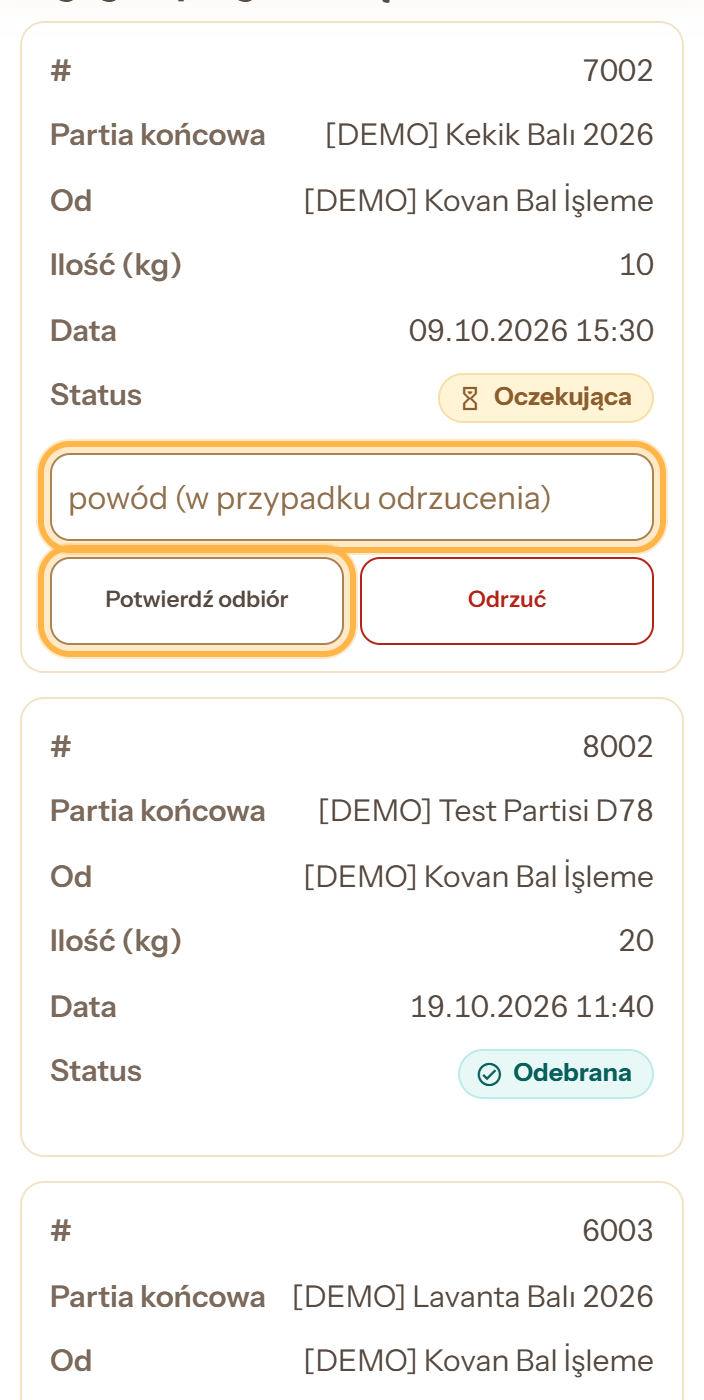 # 7002
Partia końcowa [DEMO] Kekik Balı 2026
Od [DEMO] Kovan Bal İşleme
Ilość (kg) 10
Data 09.10.2026 15:30
Status Oczekująca
powód (w przypadku odrzucenia)
Potwierdź odbiór Odrzuć
# 8002
Partia końcowa [DEMO] Test Partisi D78
Od [DEMO] Kovan Bal İşleme
Ilość (kg) 20
Data 19.10.2026 11:40
Status Odebrana
# 6003
Partia końcowa [DEMO] Lavanta Balı 2026
Od [DEMO] Kovan Bal İşleme